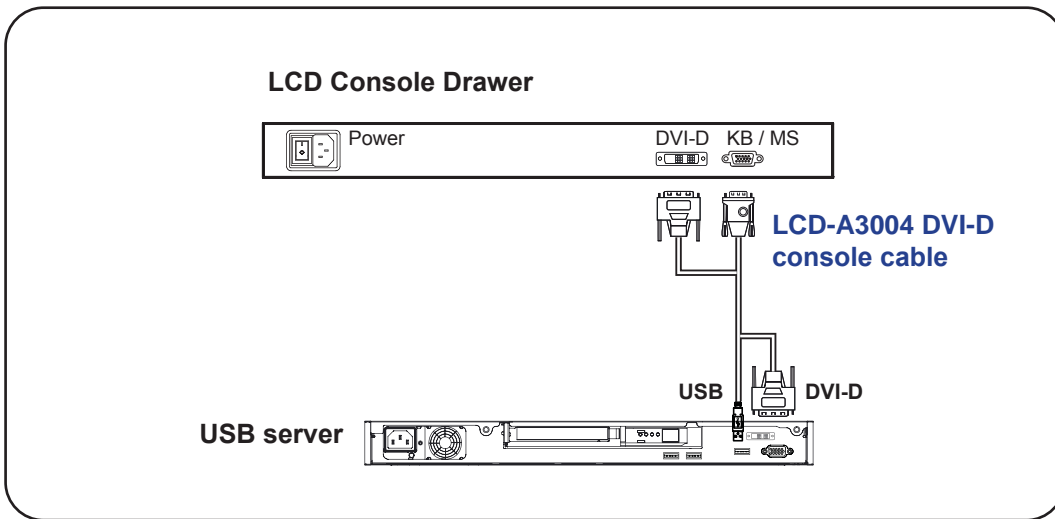 LCD Console Drawer
Power
DVI-D KB / MS
LCD-A3004 DVI-D
console cable
USB DVI-D
USB server